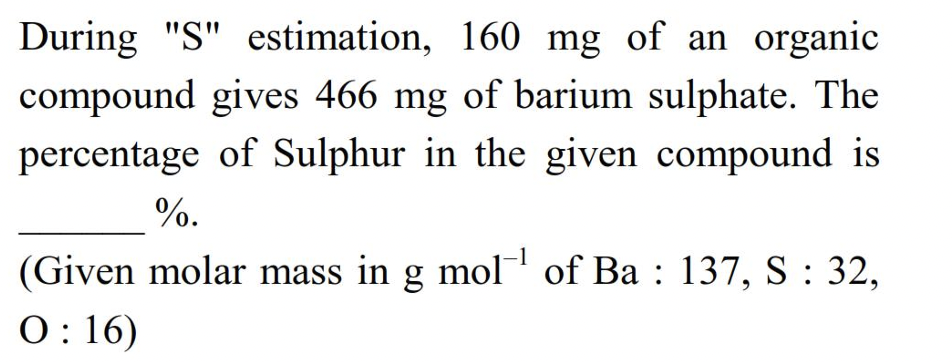 During "S" estimation, 160 mg of an organic
compound gives 466 mg of barium sulphate. The
percentage of Sulphur in the given compound is
______ %.
(Given molar mass in g mol⁻¹ of Ba : 137, S : 32,
O : 16)